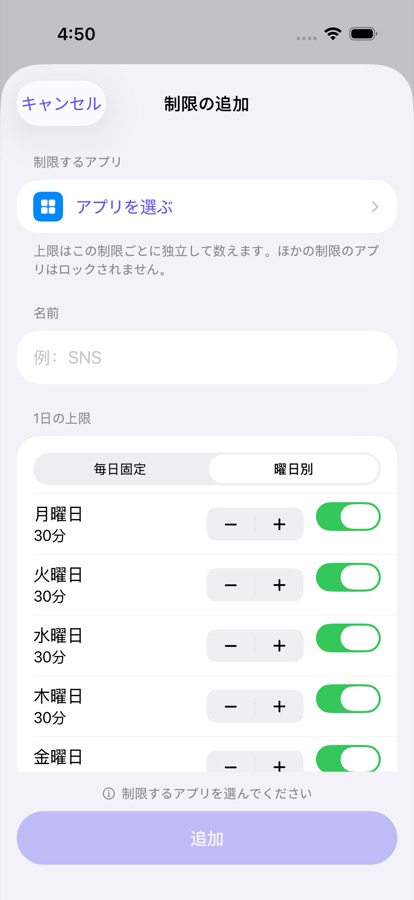 4:50
キャンセル
制限の追加
制限するアプリ
アプリを選ぶ
上限はこの制限ごとに独立して数えます。ほかの制限のアプ
リはロックされません。
名前
例：SNS
1日の上限
毎日固定
曜日別
月曜日
30分
火曜日
30分
水曜日
30分
木曜日
30分
金曜日
制限するアプリを選んでください
追加